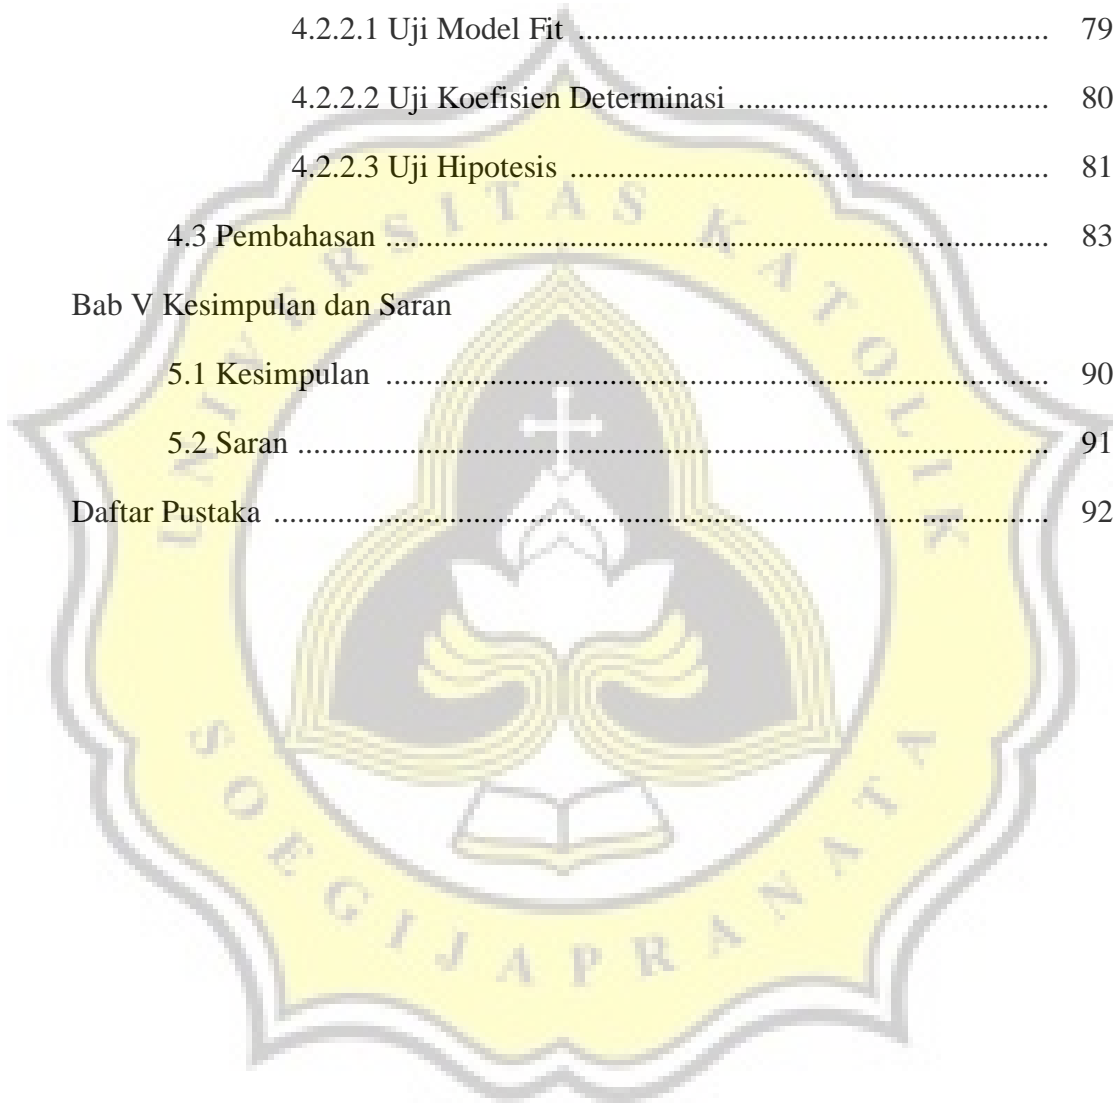 4.2.2.1 Uji Model Fit ........................................................... 79
4.2.2.2 Uji Koefisien Determinasi ....................................... 80
4.2.2.3 Uji Hipotesis ............................................................ 81
4.3 Pembahasan ................................................................................... 83
Bab V Kesimpulan dan Saran
5.1 Kesimpulan ................................................................................... 90
5.2 Saran .............................................................................................. 91
Daftar Pustaka ................................................................................................. 92
UNIVERSITAS KATOLIK
SOEGIJAPRANATA